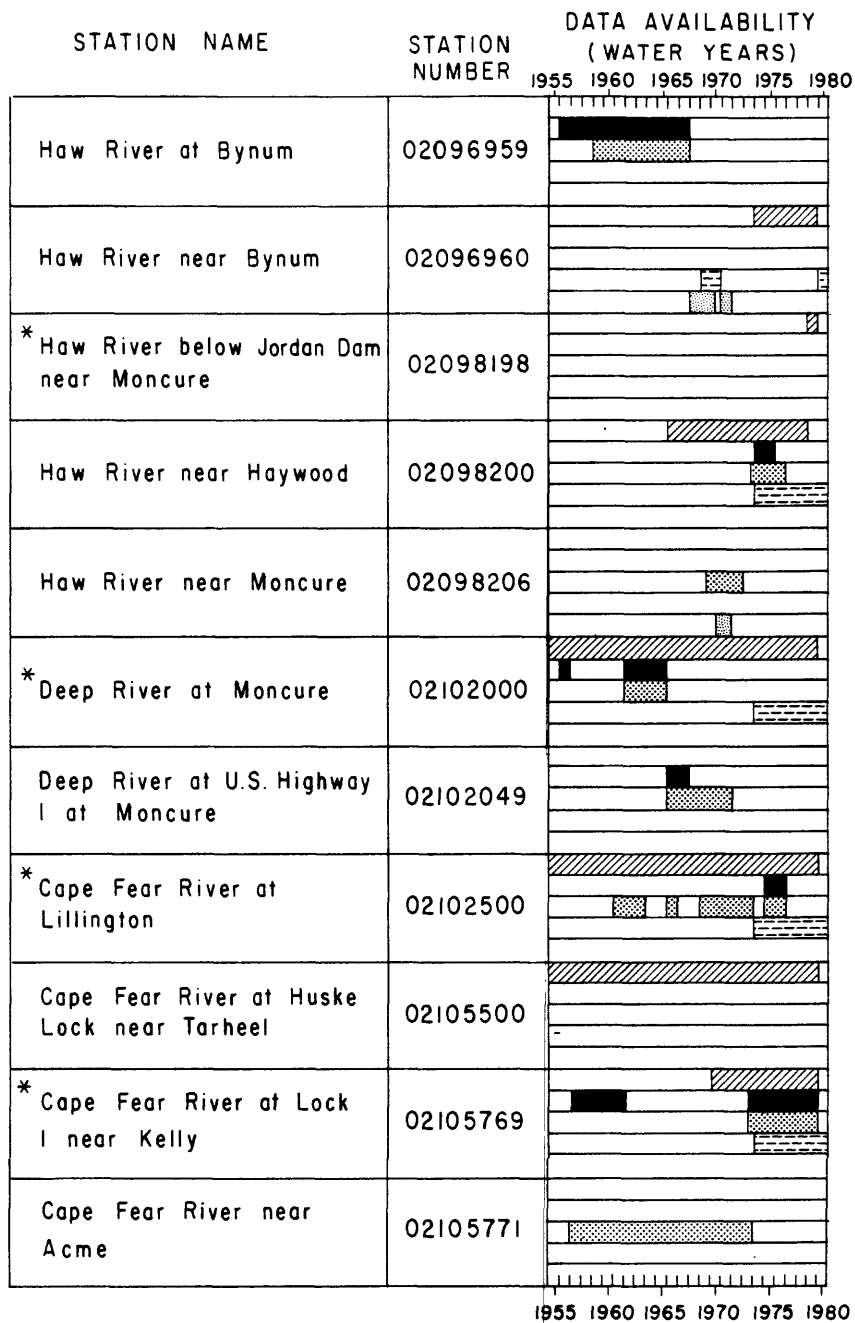 STATION NAME
STATION NUMBER
DATA AVAILABILITY
(WATER YEARS)
1955 1960 1965 1970 1975 1980
Haw River at Bynum 02096959
Haw River near Bynum 02096960
* Haw River below Jordan Dam
near Moncure 02098198
Haw River near Haywood 02098200
Haw River near Moncure 02098206
* Deep River at Moncure 02102000
Deep River at U.S. Highway
1 at Moncure 02102049
* Cape Fear River at
Lillington 02102500
Cape Fear River at Huske
Lock near Tarheel 02105500
* Cape Fear River at Lock
1 near Kelly 02105769
Cape Fear River near
Acme 02105771
1955 1960 1965 1970 1975 1980